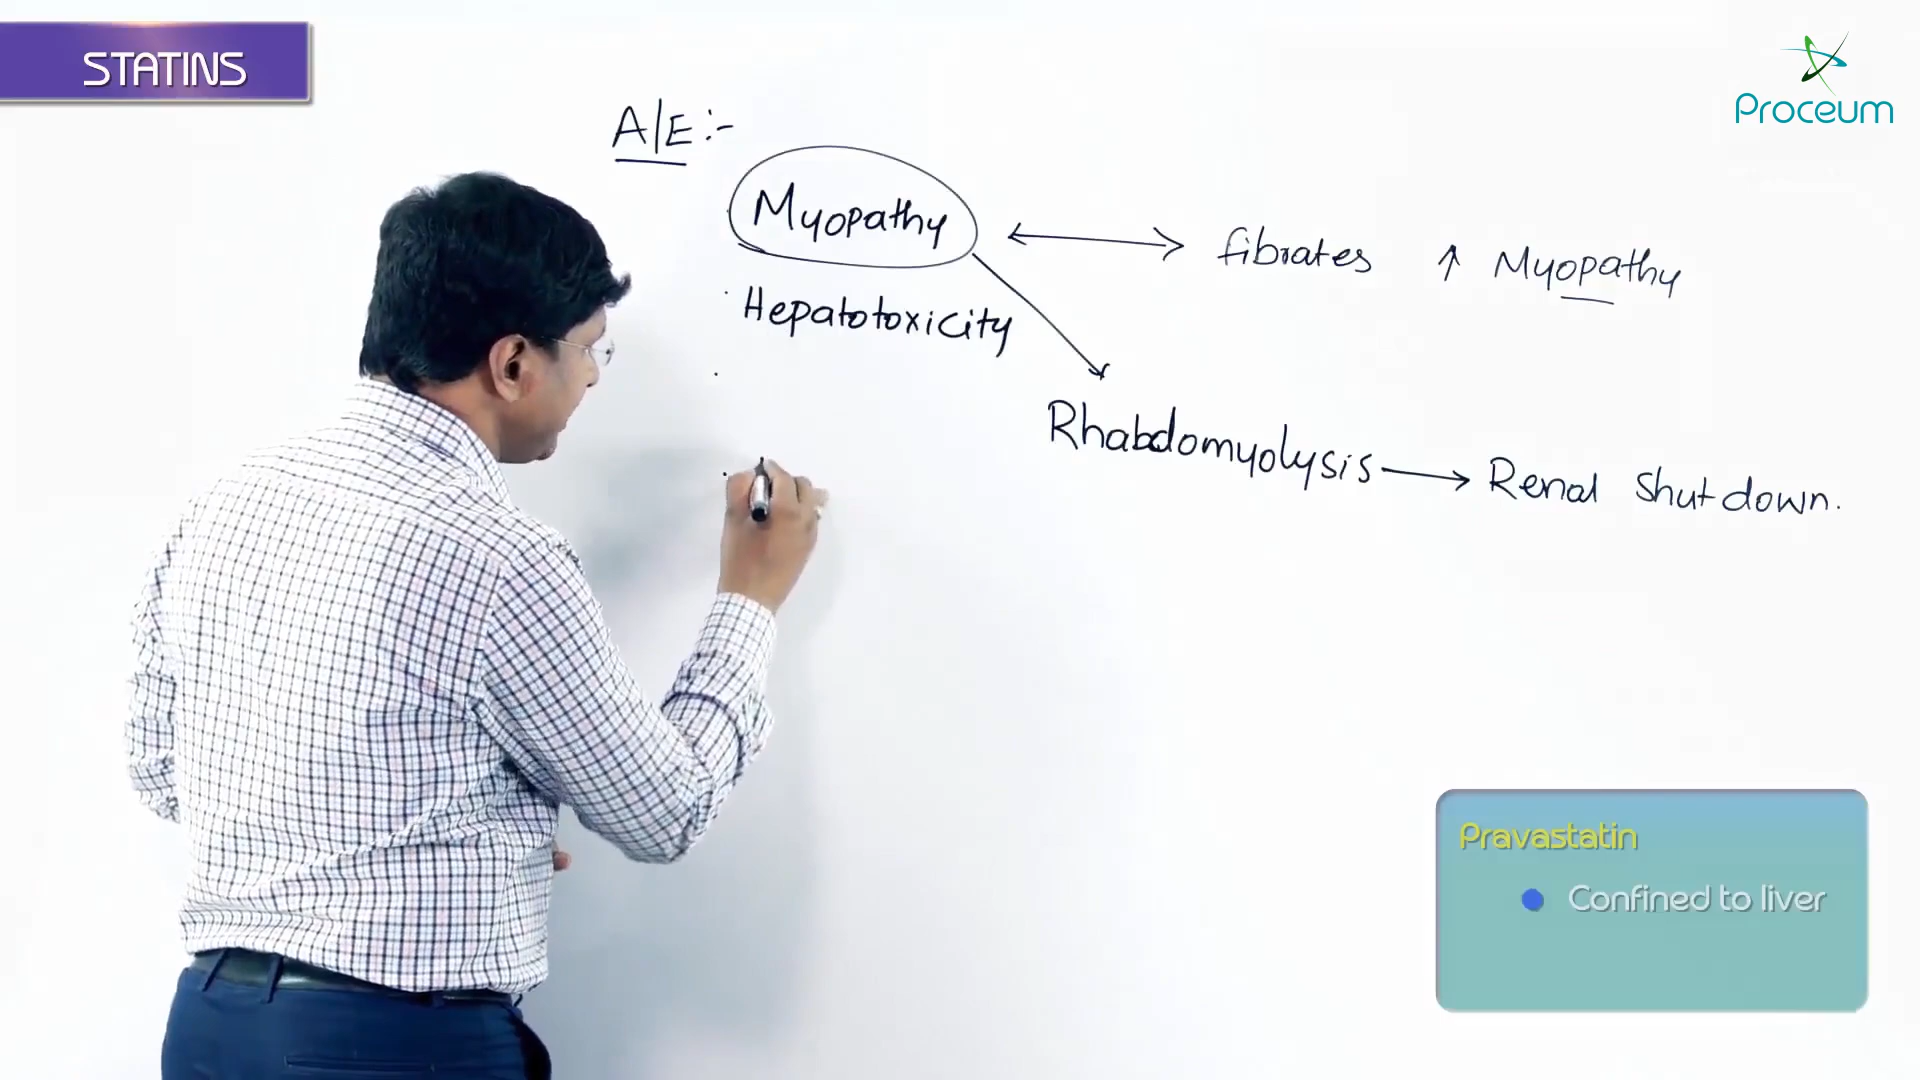 STATINS
Proceum
A/E :-
Myopathy
fibrates ↑ Myopathy
Hepatotoxicity
Rhabdomyolysis → Renal Shutdown.
Pravastatin
Confined to liver